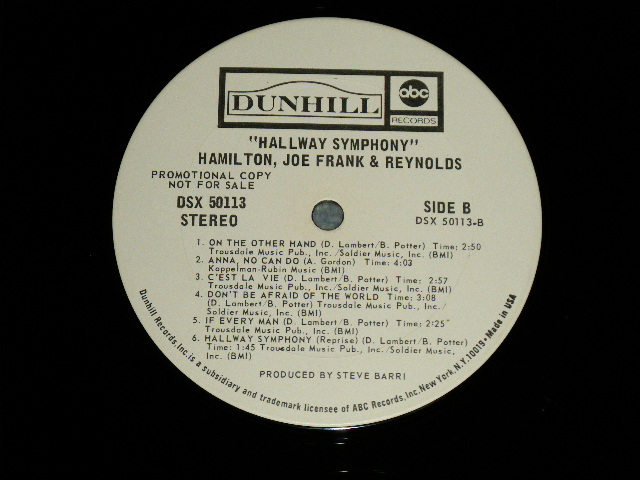 DUNHILL
abc
RECORDS
"HALLWAY SYMPHONY"
HAMILTON, JOE FRANK & REYNOLDS
PROMOTIONAL COPY
NOT FOR SALE
DSX 50113
STEREO
SIDE B
DSX 50113-B
1. ON THE OTHER HAND (D. Lambert/B. Potter) Time: 2:50
Trousdale Music Pub., Inc./Soldier Music, Inc. (BMI)
2. ANNA, NO CAN DO (A. Gordon) Time: 4:03
Koppelman-Rubin Music (BMI)
3. C'EST LA VIE (D. Lambert/B. Potter) Time: 2:57
Trousdale Music Pub., Inc./Soldier Music, Inc. (BMI)
4. DON'T BE AFRAID OF THE WORLD Time: 3:08
(D. Lambert/B. Potter) Trousdale Music Pub., Inc./
Soldier Music, Inc. (BMI)
5. IF EVERY MAN (D. Lambert/B. Potter) Time: 2:25
Trousdale Music Pub., Inc./Soldier Music, Inc. (BMI)
6. HALLWAY SYMPHONY (Reprise) (D. Lambert/B. Potter)
Time: 1:45 Trousdale Music Pub., Inc./Soldier Music,
Inc. (BMI)
PRODUCED BY STEVE BARRI
Dunhill Records, Inc. is a subsidiary and trademark licensee of ABC Records, Inc. New York, N.Y. 10019 • Made in USA